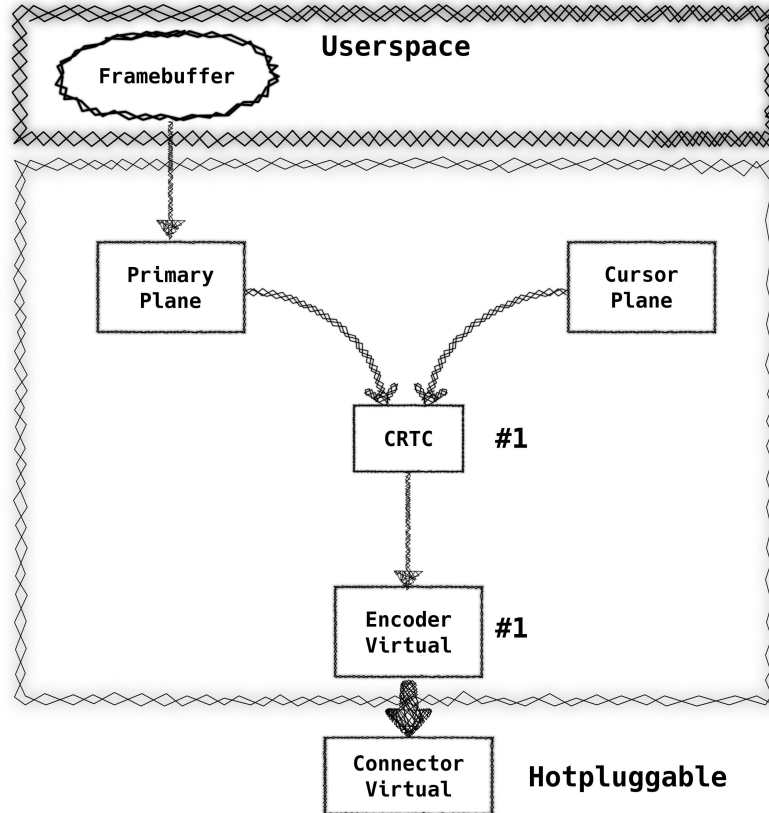 Userspace
Framebuffer
Primary
Plane
Cursor
Plane
CRTC
#1
Encoder
Virtual
#1
Connector
Virtual
Hotpluggable